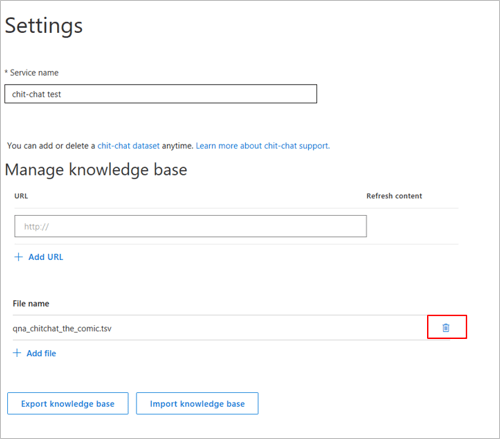 Settings
* Service name
chit-chat test
You can add or delete a chit-chat dataset anytime. Learn more about chit-chat support.
Manage knowledge base
URL Refresh content
http://
+ Add URL
File name
qna_chitchat_the_comic.tsv
+ Add file
Export knowledge base Import knowledge base